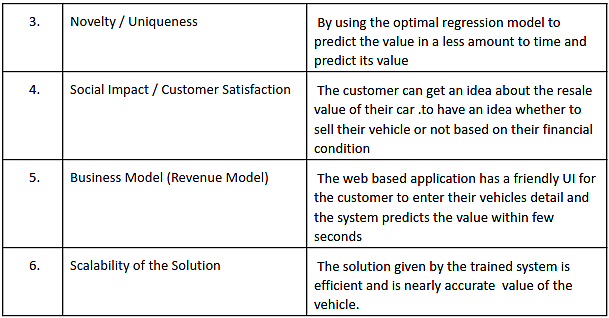 3. Novelty / Uniqueness By using the optimal regression model to
predict the value in a less amount to time and
predict its value
4. Social Impact / Customer Satisfaction The customer can get an idea about the resale
value of their car .to have an idea whether to
sell their vehicle or not based on their financial
condition
5. Business Model (Revenue Model) The web based application has a friendly UI for
the customer to enter their vehicles detail and
the system predicts the value within few
seconds
6. Scalability of the Solution The solution given by the trained system is
efficient and is nearly accurate value of the
vehicle.